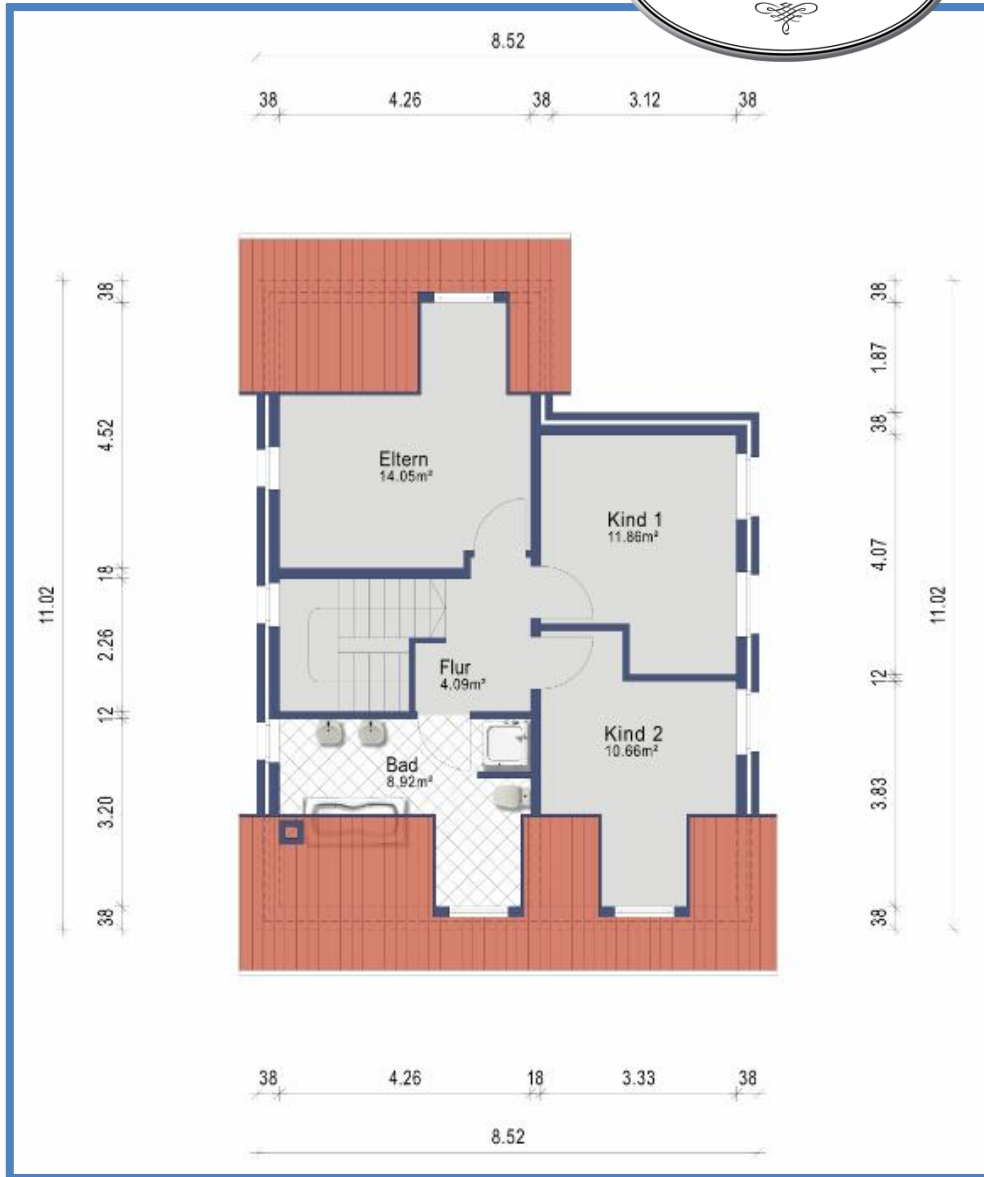 8.52
38 4.26 38 3.12 38
38
4.52
18
2.26
12
3.20
38
11.02
38
1.87
38
4.07
12
3.83
38
11.02
Eltern
14.05m²
Kind 1
11.86m²
Flur
4.09m²
Kind 2
10.66m²
Bad
8.92m²
38 4.26 18 3.33 38
8.52